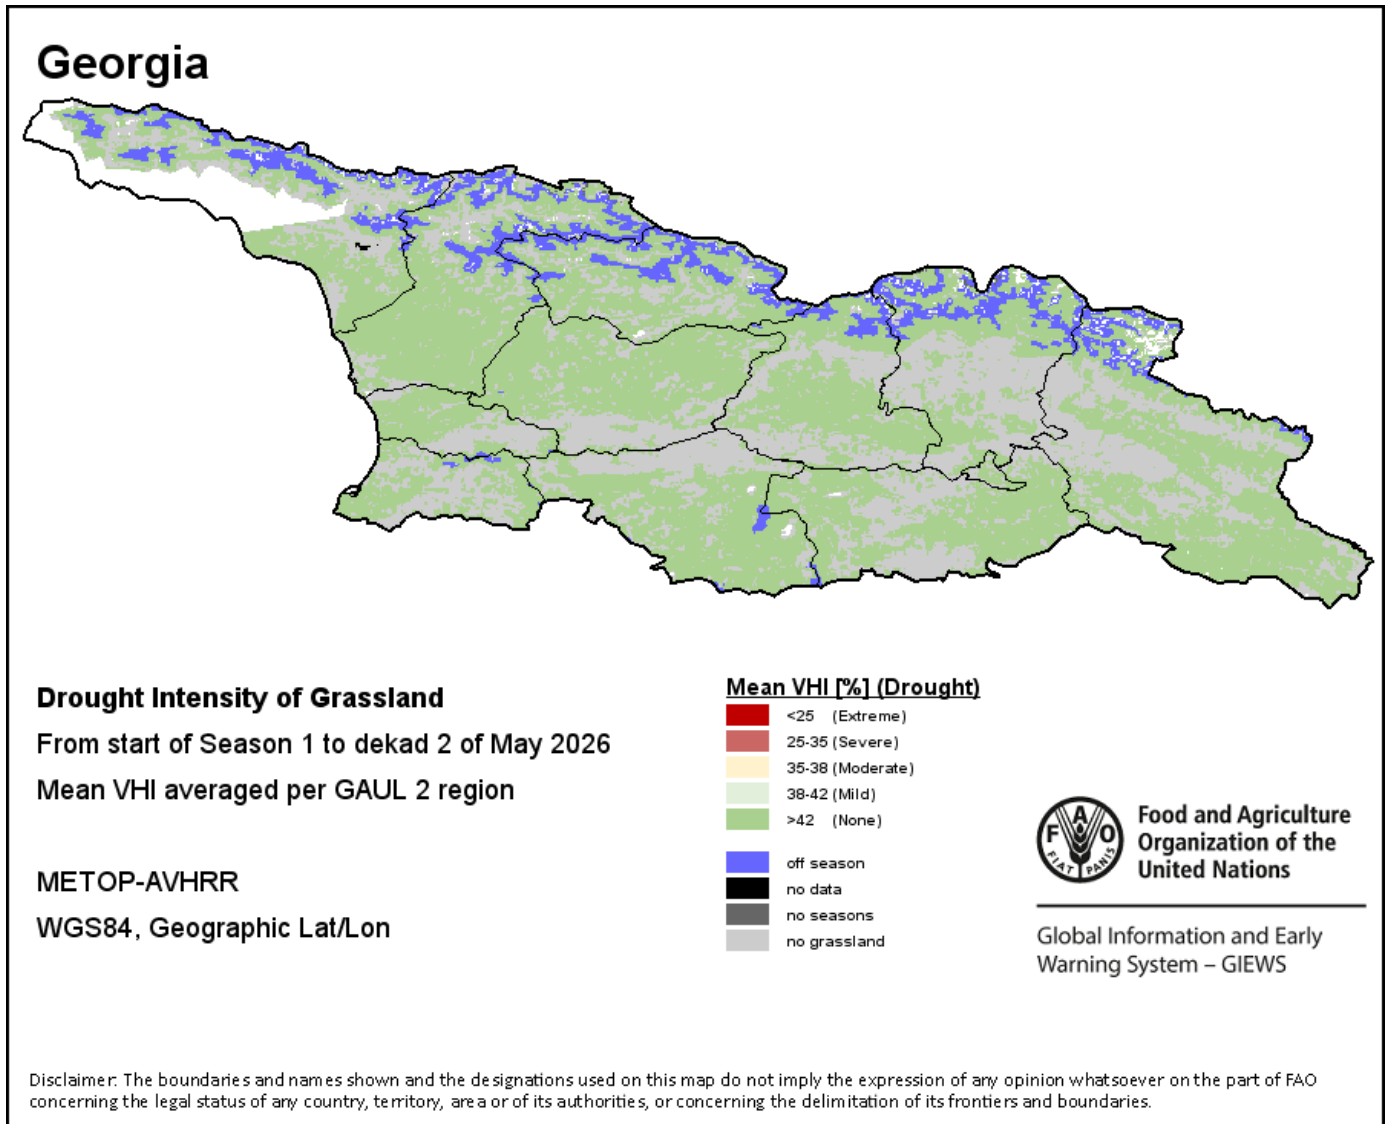 Georgia
Drought Intensity of Grassland
From start of Season 1 to dekad 2 of May 2026
Mean VHI averaged per GAUL 2 region
METOP-AVHRR
WGS84, Geographic Lat/Lon
Mean VHI [%] (Drought)
<25 (Extreme)
25-35 (Severe)
35-38 (Moderate)
38-42 (Mild)
>42 (None)
off season
no data
no seasons
no grassland
F A O
FIAT PANIS
Food and Agriculture
Organization of the
United Nations
Global Information and Early
Warning System – GIEWS
Disclaimer: The boundaries and names shown and the designations used on this map do not imply the expression of any opinion whatsoever on the part of FAO
concerning the legal status of any country, territory, area or of its authorities, or concerning the delimitation of its frontiers and boundaries.